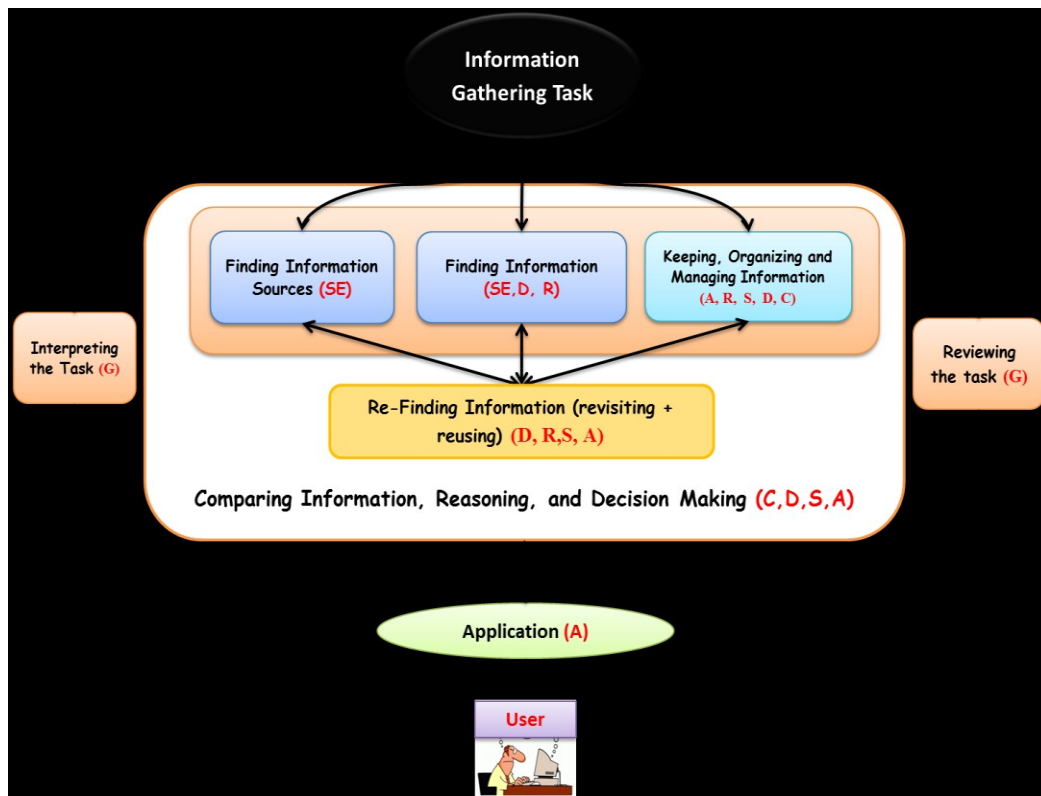 Information
Gathering Task
Finding Information
Sources (SE)
Finding Information
(SE,D, R)
Keeping, Organizing and
Managing Information
(A, R, S, D, C)
Interpreting
the Task (G)
Reviewing
the task (G)
Re-Finding Information (revisiting +
reusing) (D, R,S, A)
Comparing Information, Reasoning, and Decision Making (C,D,S,A)
Application (A)
User